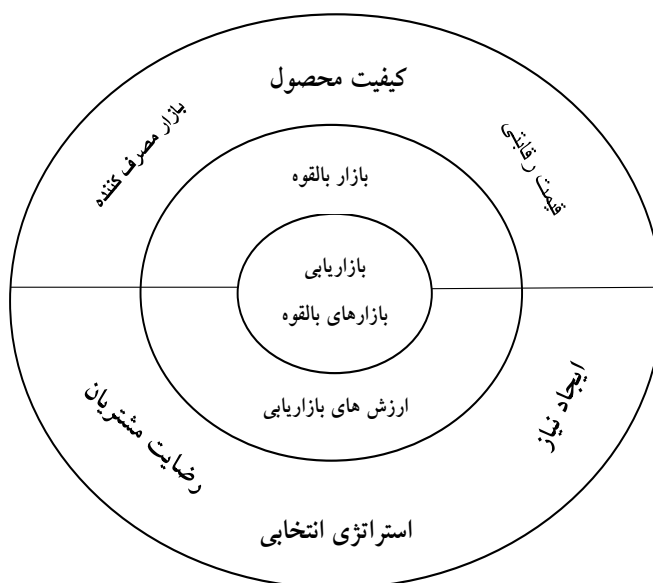 کیفیت محصول
قیمت رقابتی
بازار مصرف کننده
بازار بالقوه
بازاریابی
بازارهای بالقوه
ارزش های بازاریابی
ایجاد نیاز
رضایت مشتریان
استراتژی انتخابی